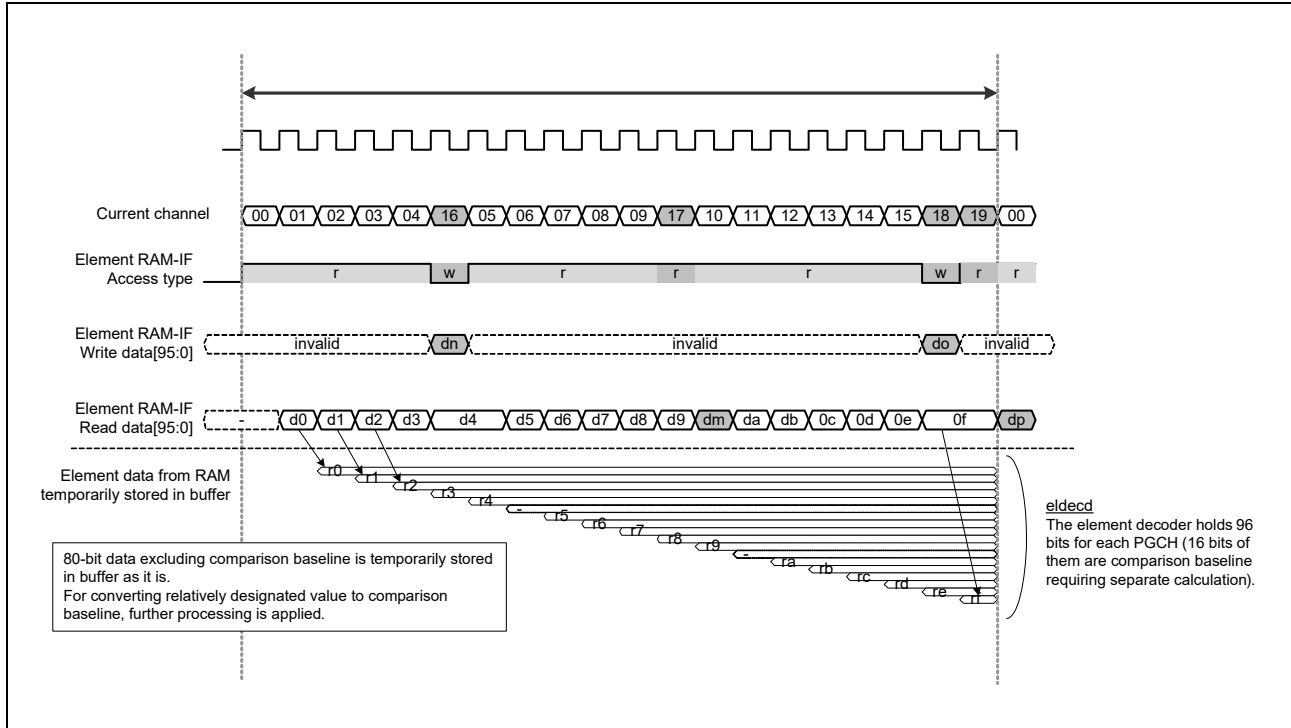 Current channel
00 01 02 03 04 16 05 06 07 08 09 17 10 11 12 13 14 15 18 19 00
Element RAM-IF
Access type
r w r r r w r r
Element RAM-IF
Write data[95:0]
invalid dn invalid do invalid
Element RAM-IF
Read data[95:0]
- d0 d1 d2 d3 d4 d5 d6 d7 d8 d9 dm da db 0c 0d 0e 0f dp
Element data from RAM
temporarily stored in buffer
r0
r1
r2
r3
r4
-
r5
r6
r7
r8
r9
-
ra
rb
rc
rd
re
eldecd
The element decoder holds 96
bits for each PGCH (16 bits of
them are comparison baseline
requiring separate calculation).
80-bit data excluding comparison baseline is temporarily stored
in buffer as it is.
For converting relatively designated value to comparison
baseline, further processing is applied.